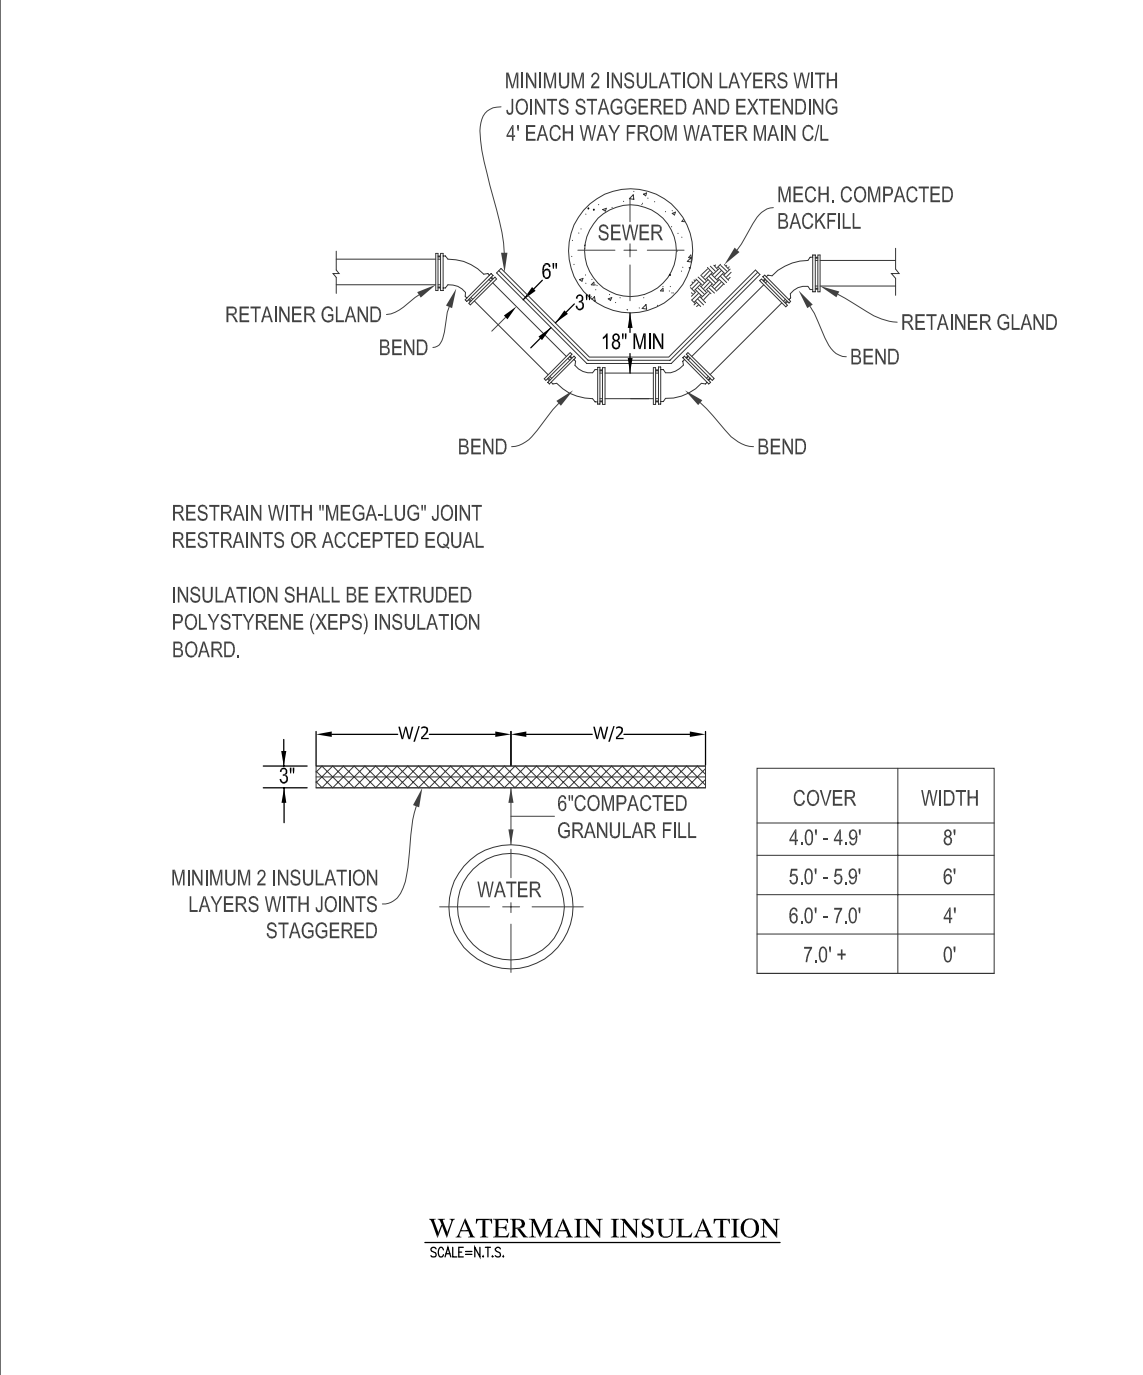 MINIMUM 2 INSULATION LAYERS WITH
JOINTS STAGGERED AND EXTENDING
4' EACH WAY FROM WATER MAIN C/L
MECH. COMPACTED
BACKFILL
SEWER
6"
3"
18" MIN
RETAINER GLAND
BEND
RETAINER GLAND
BEND
BEND
BEND
RESTRAIN WITH "MEGA-LUG" JOINT
RESTRAINTS OR ACCEPTED EQUAL
INSULATION SHALL BE EXTRUDED
POLYSTYRENE (XEPS) INSULATION
BOARD.
W/2
W/2
3"
6"COMPACTED
GRANULAR FILL
MINIMUM 2 INSULATION
LAYERS WITH JOINTS
STAGGERED
WATER
COVER WIDTH
4.0' - 4.9' 8'
5.0' - 5.9' 6'
6.0' - 7.0' 4'
7.0' + 0'
WATERMAIN INSULATION
SCALE=N.T.S.